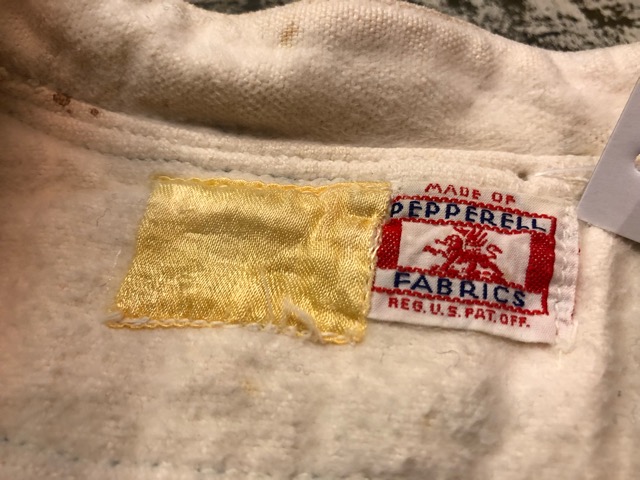 MADE OF
PEPPERELL
FABRICS
REG. U.S. PAT. OFF.